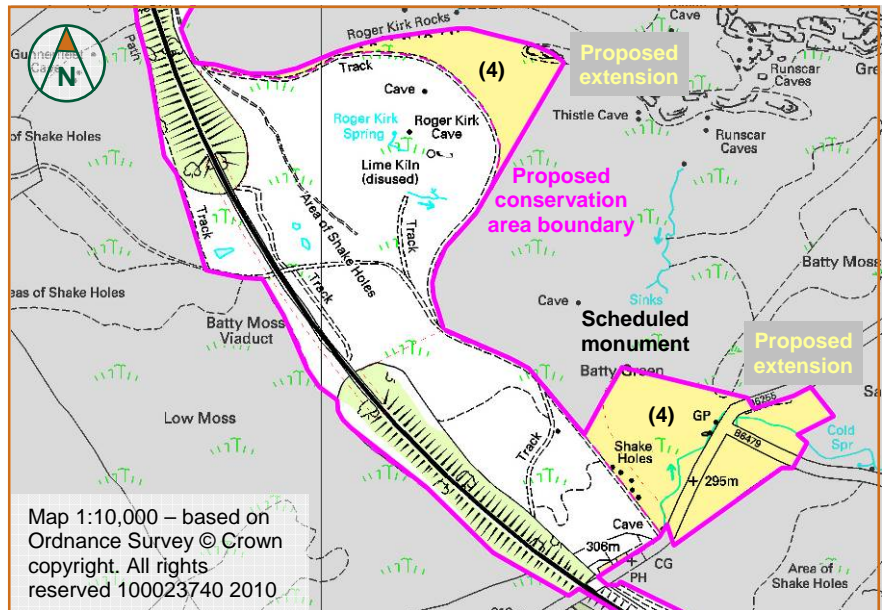 Roger Kirk Rocks
Cave
Gunnerfleet
Cave
N
Path
Track
(4)
Proposed
extension
Runscar
Caves
Gre
Cave
Roger Kirk
Spring
Roger Kirk
Cave
Thistle Cave
Runscar
Caves
of Shake Holes
Lime Kiln
(disused)
Proposed
conservation
area boundary
Area of Shake Holes
Track
Track
Track
Batty Moss
eas of Shake Holes
Cave
Sinks
Batty Moss
Viaduct
Scheduled
monument
Batty Green
Proposed
extension
Low Moss
(4)
GP
B6255
Sa
Cold
Spr
B6479
Track
Shake
Holes
295m
Map 1:10,000 – based on
Ordnance Survey © Crown
copyright. All rights
reserved 100023740 2010
Cave
306m
CG
PH
Area of
Shake Holes